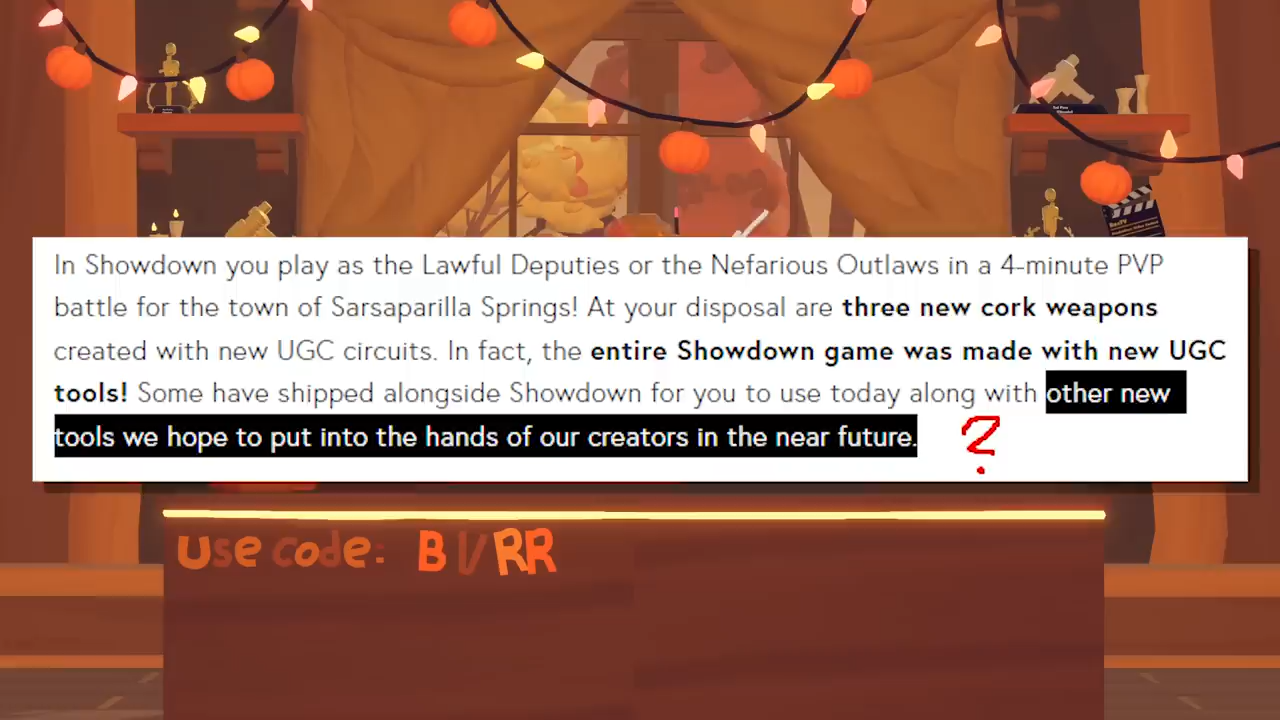 In Showdown you play as the Lawful Deputies or the Nefarious Outlaws in a 4-minute PVP
battle for the town of Sarsaparilla Springs! At your disposal are three new cork weapons
created with new UGC circuits. In fact, the entire Showdown game was made with new UGC
tools! Some have shipped alongside Showdown for you to use today along with other new
tools we hope to put into the hands of our creators in the near future.
?
Use code: BVRR